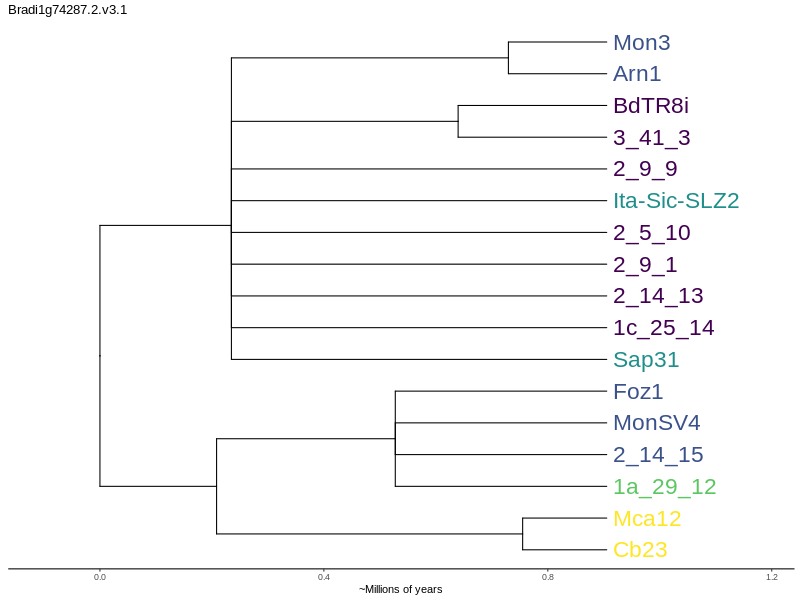 Bradi1g74287.2.v3.1
Mon3
Arn1
BdTR8i
3_41_3
2_9_9
Ita-Sic-SLZ2
2_5_10
2_9_1
2_14_13
1c_25_14
Sap31
Foz1
MonSV4
2_14_15
1a_29_12
Mca12
Cb23
0.0 0.4 0.8 1.2
~Millions of years